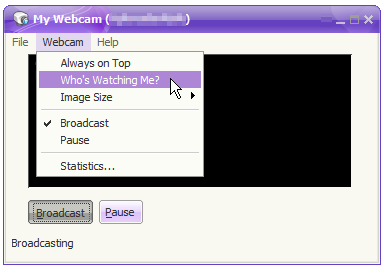 My Webcam ( )
File Webcam Help
Always on Top
Who's Watching Me?
Image Size
Broadcast
Pause
Statistics...
Broadcast Pause
Broadcasting